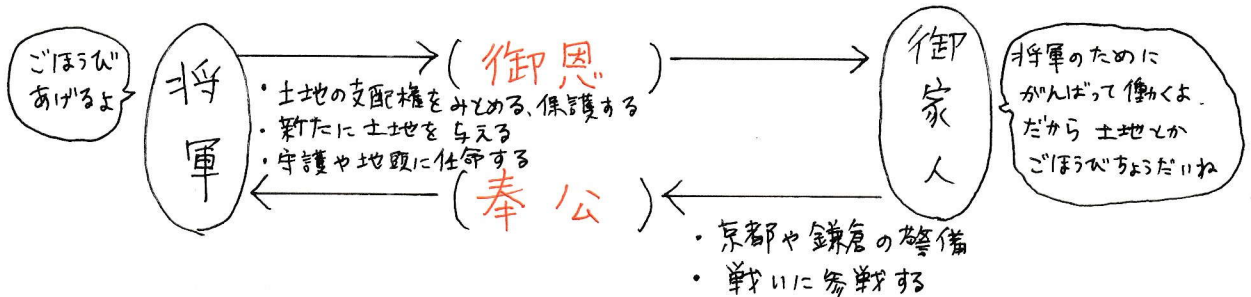 ごほうび
あげるよ
将軍
(御恩)
・土地の支配権をみとめる、保護する
・新たに土地を与える
・守護や地頭に任命する
(奉公)
・京都や鎌倉の警備
・戦いに参戦する
御家人
将軍のために
がんばって働くよ
だから土地とか
ごほうびちょうだいね